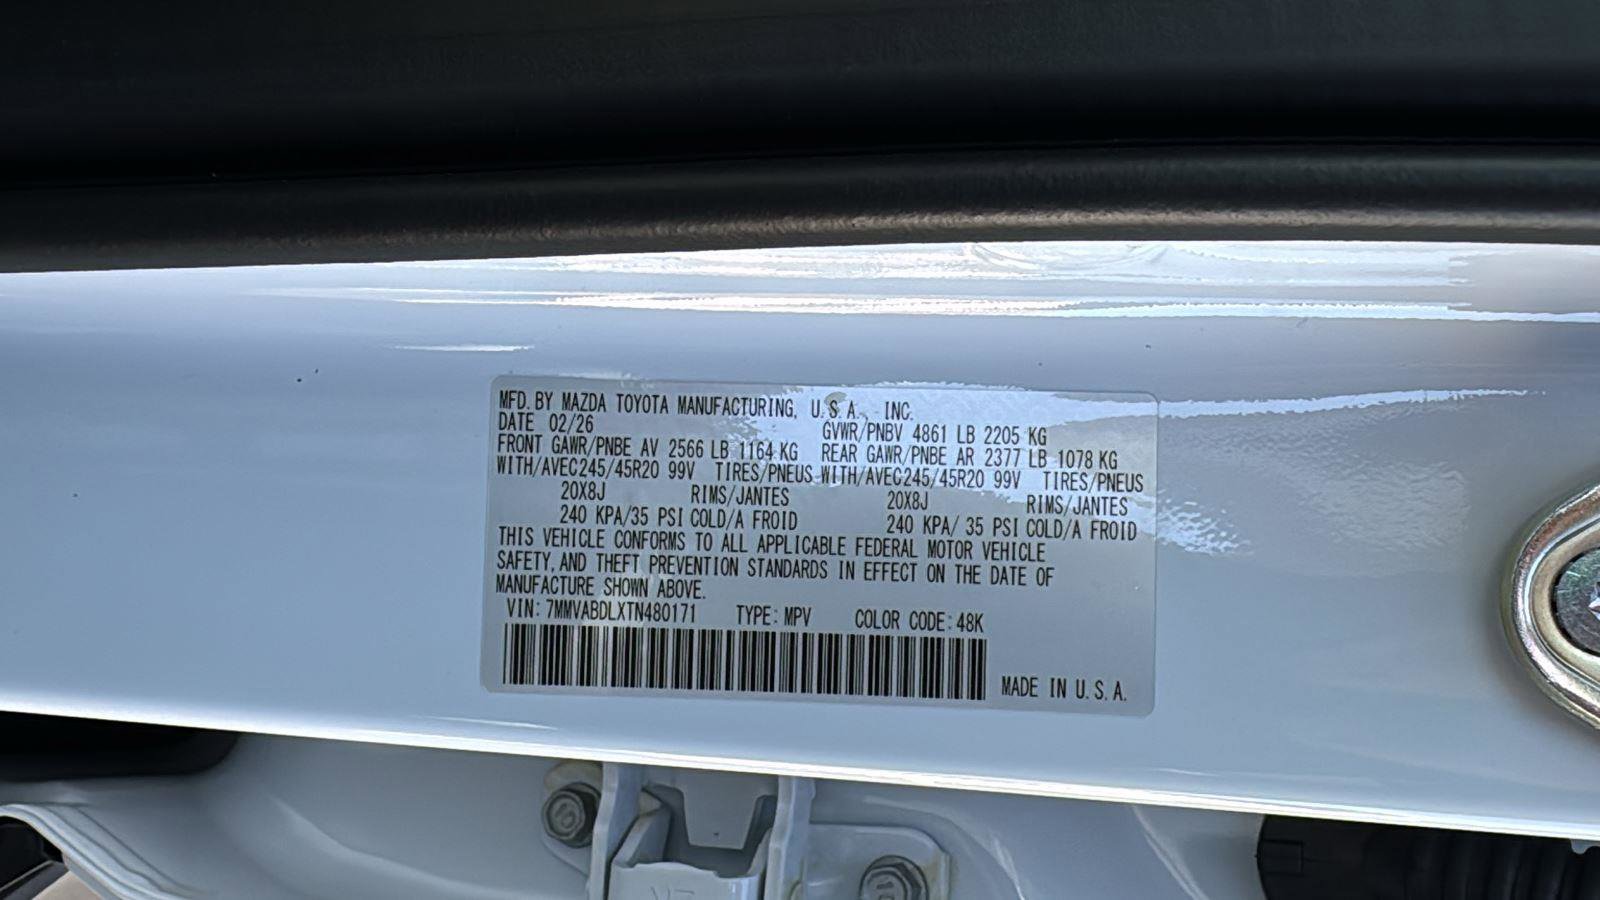 MFD. BY MAZDA TOYOTA MANUFACTURING, U.S.A., INC.
DATE 02/26 GVWR/PNBV 4861 LB 2205 KG
FRONT GAWR/PNBE AV 2566 LB 1164 KG REAR GAWR/PNBE AR 2377 LB 1078 KG
WITH/AVEC245/45R20 99V TIRES/PNEUS WITH/AVEC245/45R20 99V TIRES/PNEUS
20X8J RIMS/JANTES 20X8J RIMS/JANTES
240 KPA/35 PSI COLD/A FROID 240 KPA/ 35 PSI COLD/A FROID
THIS VEHICLE CONFORMS TO ALL APPLICABLE FEDERAL MOTOR VEHICLE
SAFETY, AND THEFT PREVENTION STANDARDS IN EFFECT ON THE DATE OF
MANUFACTURE SHOWN ABOVE.
VIN: 7MMVABDLXTN480171 TYPE: MPV COLOR CODE: 48K
MADE IN U.S.A.